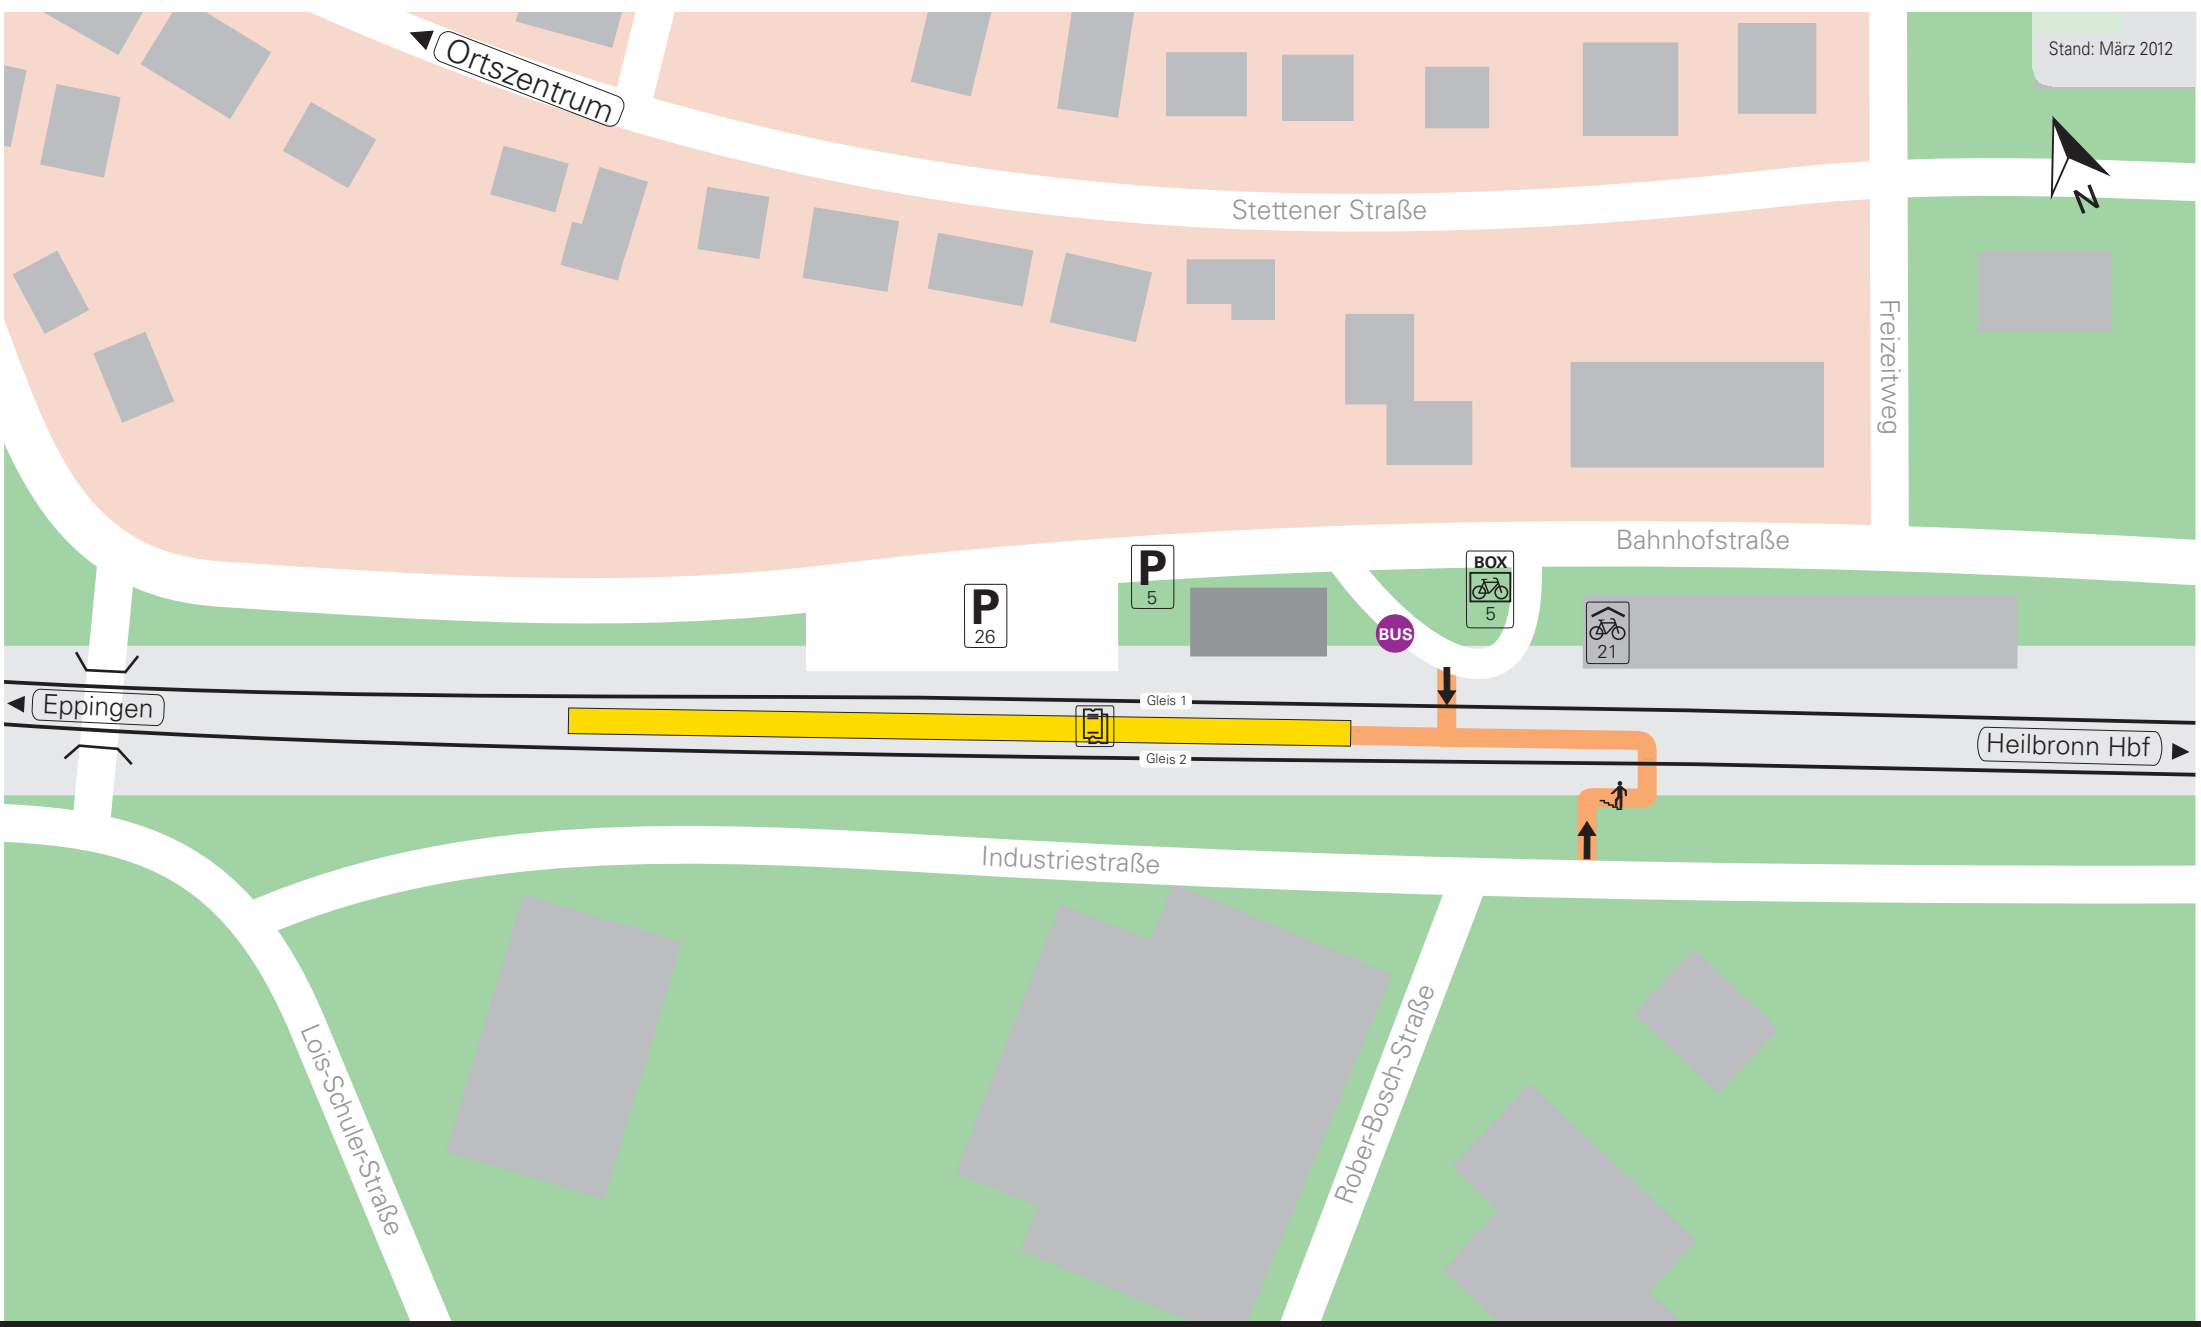 Ortszentrum
Stand: März 2012
N
Stettener Straße
Freizeitweg
Bahnhofstraße
P
5
P
26
BOX
5
BUS
21
Gleis 1
Eppingen
Gleis 2
Heilbronn Hbf
Industriestraße
Lois-Schuler-Straße
Rober-Bosch-Straße